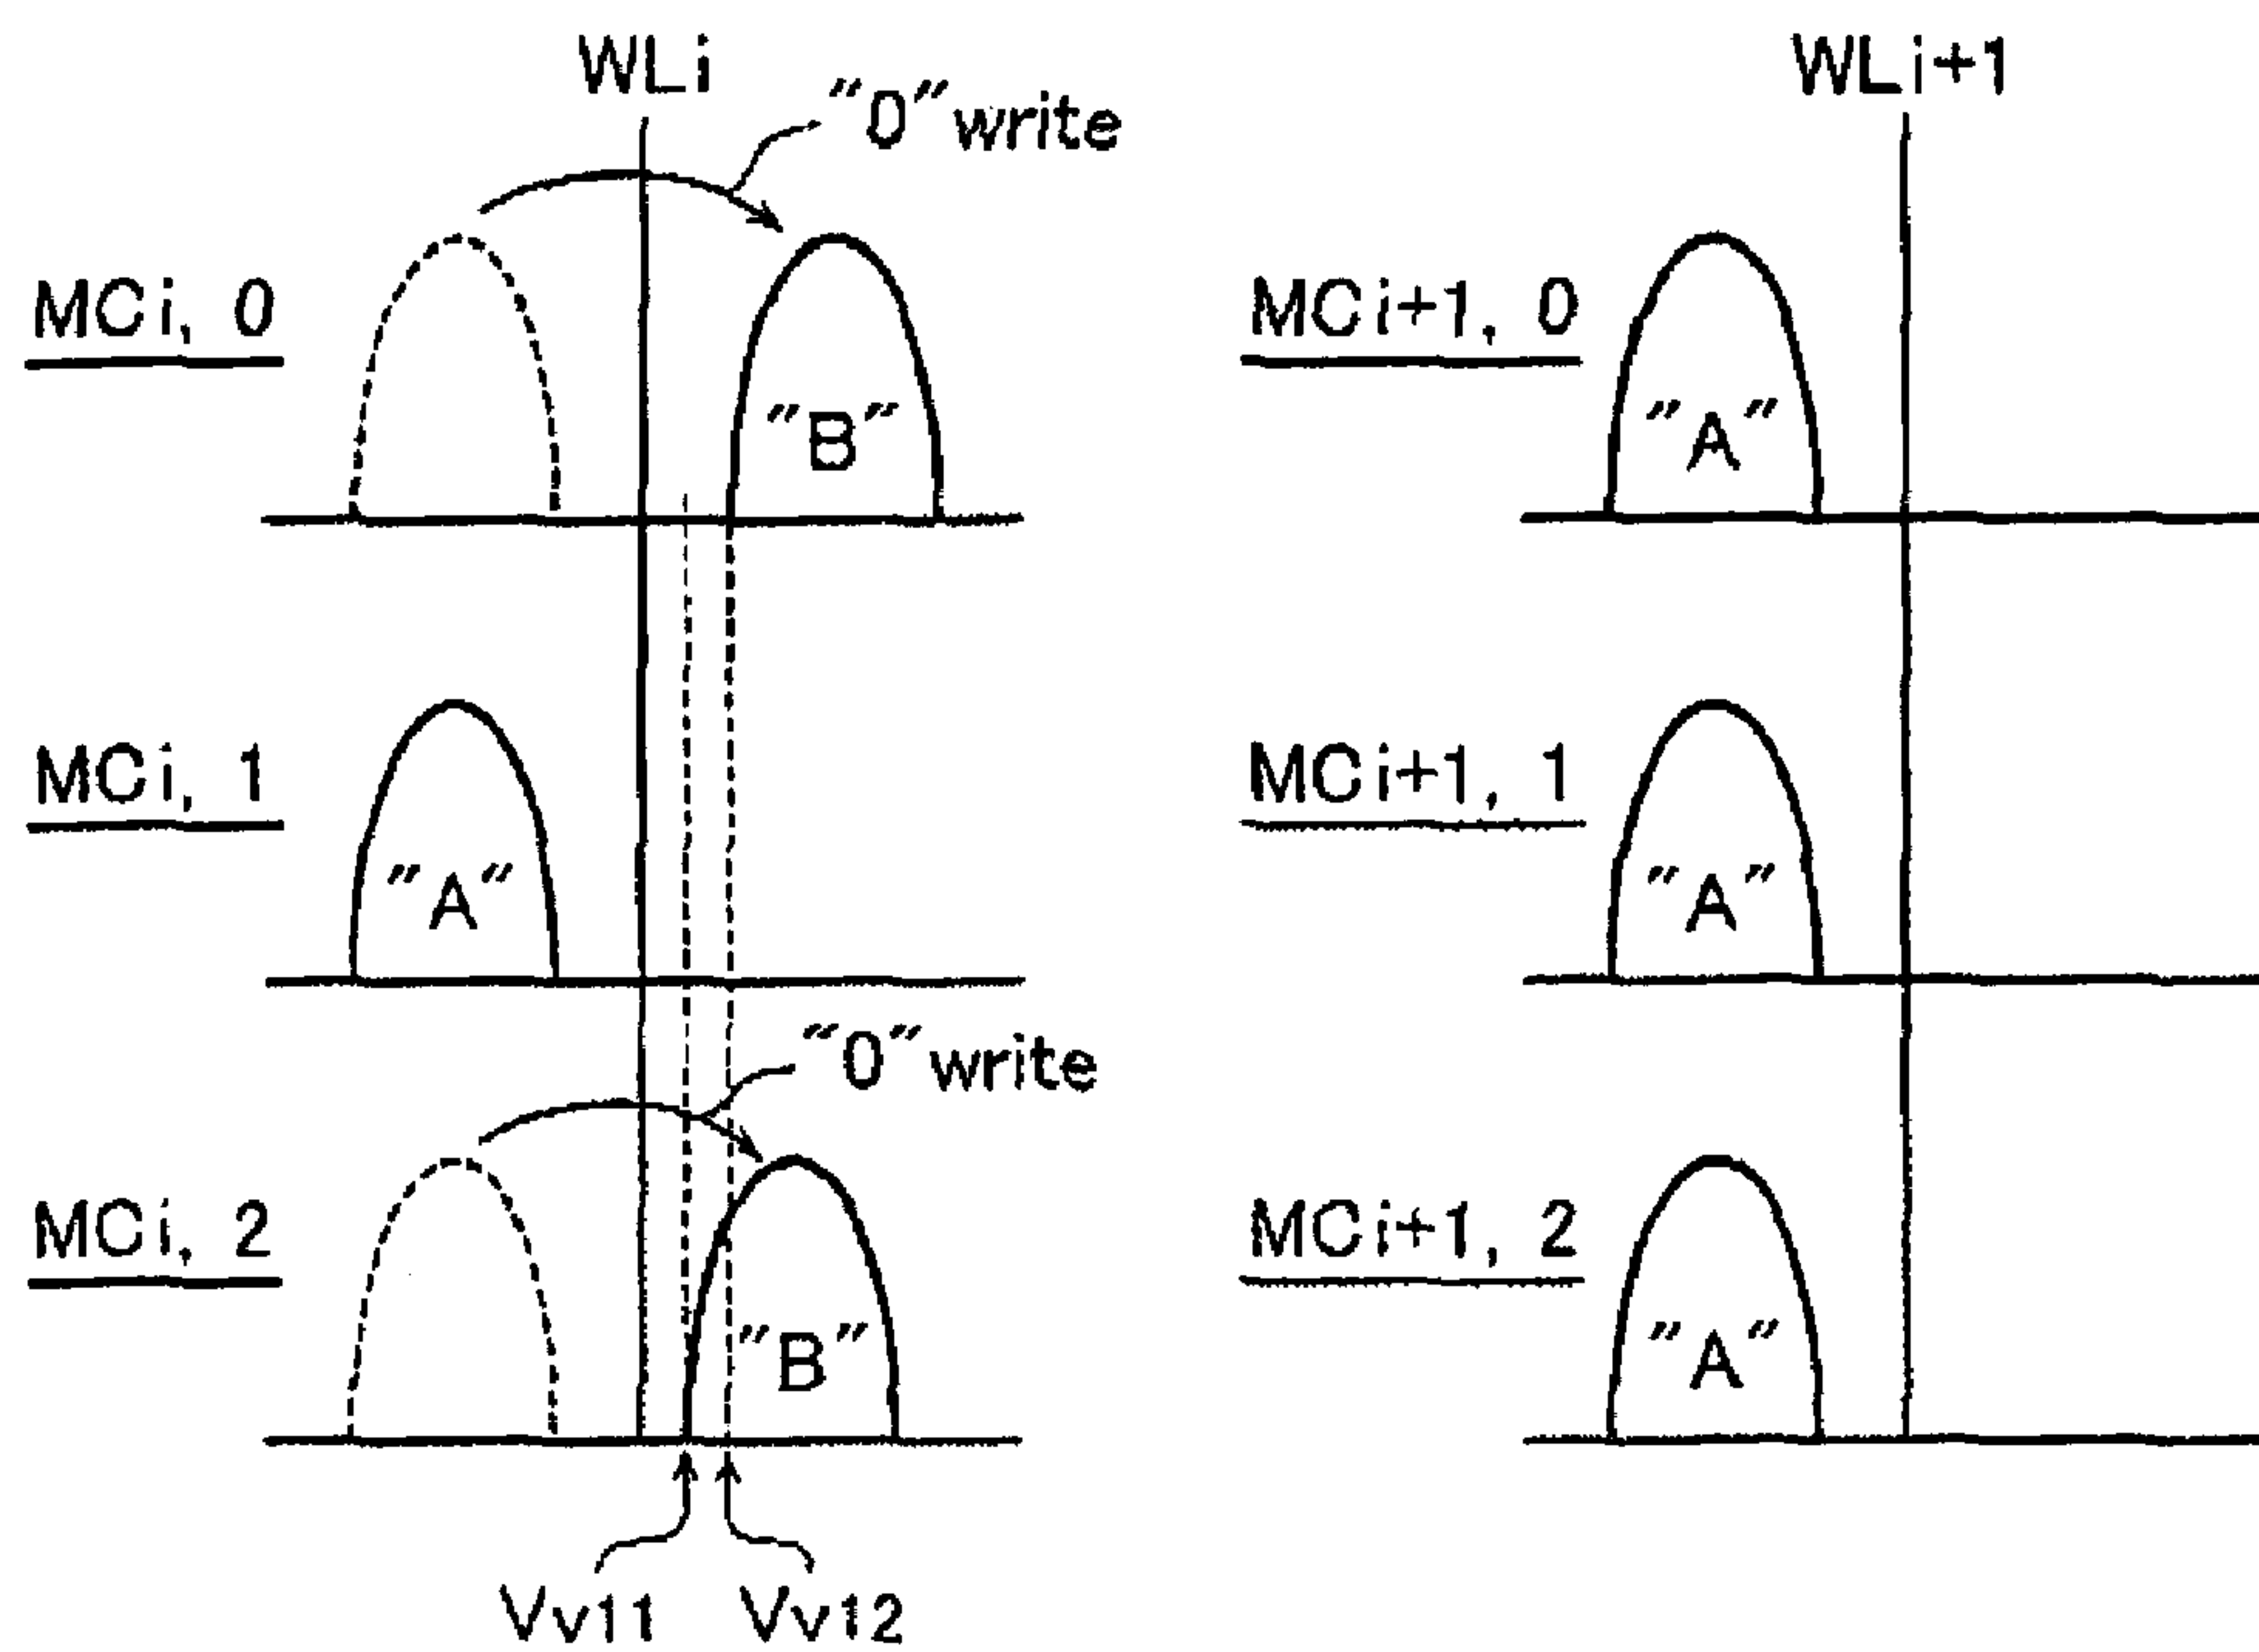 WLi
WLi+1
"0"write
MCi, 0
"B"
MCi+1, 0
"A"
MCi, 1
"A"
MCi+1, 1
"A"
"0"write
MCi, 2
"B"
MCi+1, 2
"A"
Vv11
Vv12